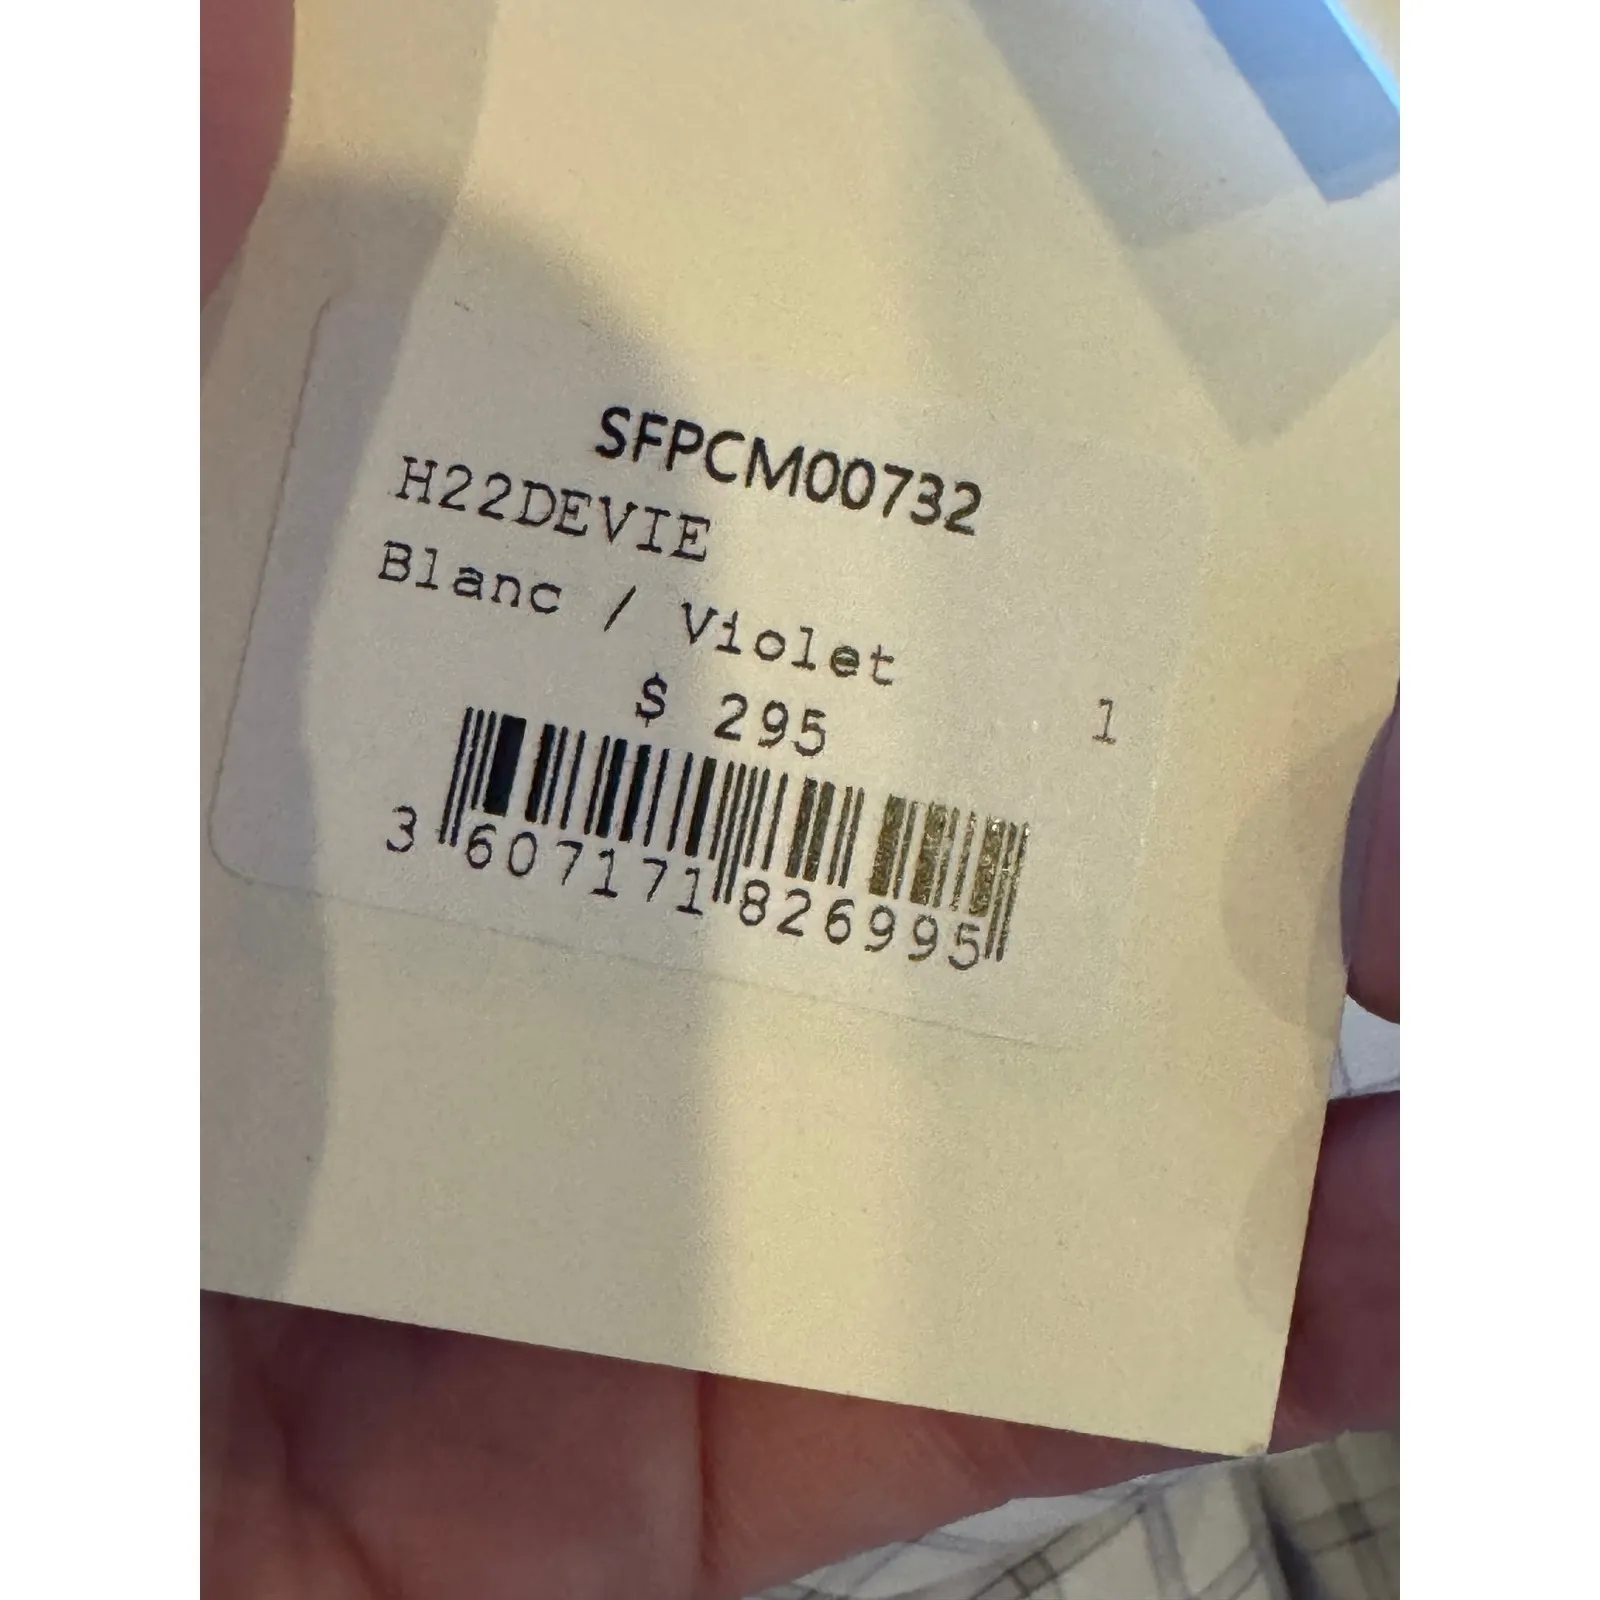 SFPCM00732
H22DEVIE
Blanc / Violet
$ 295 1
3 607171 826995